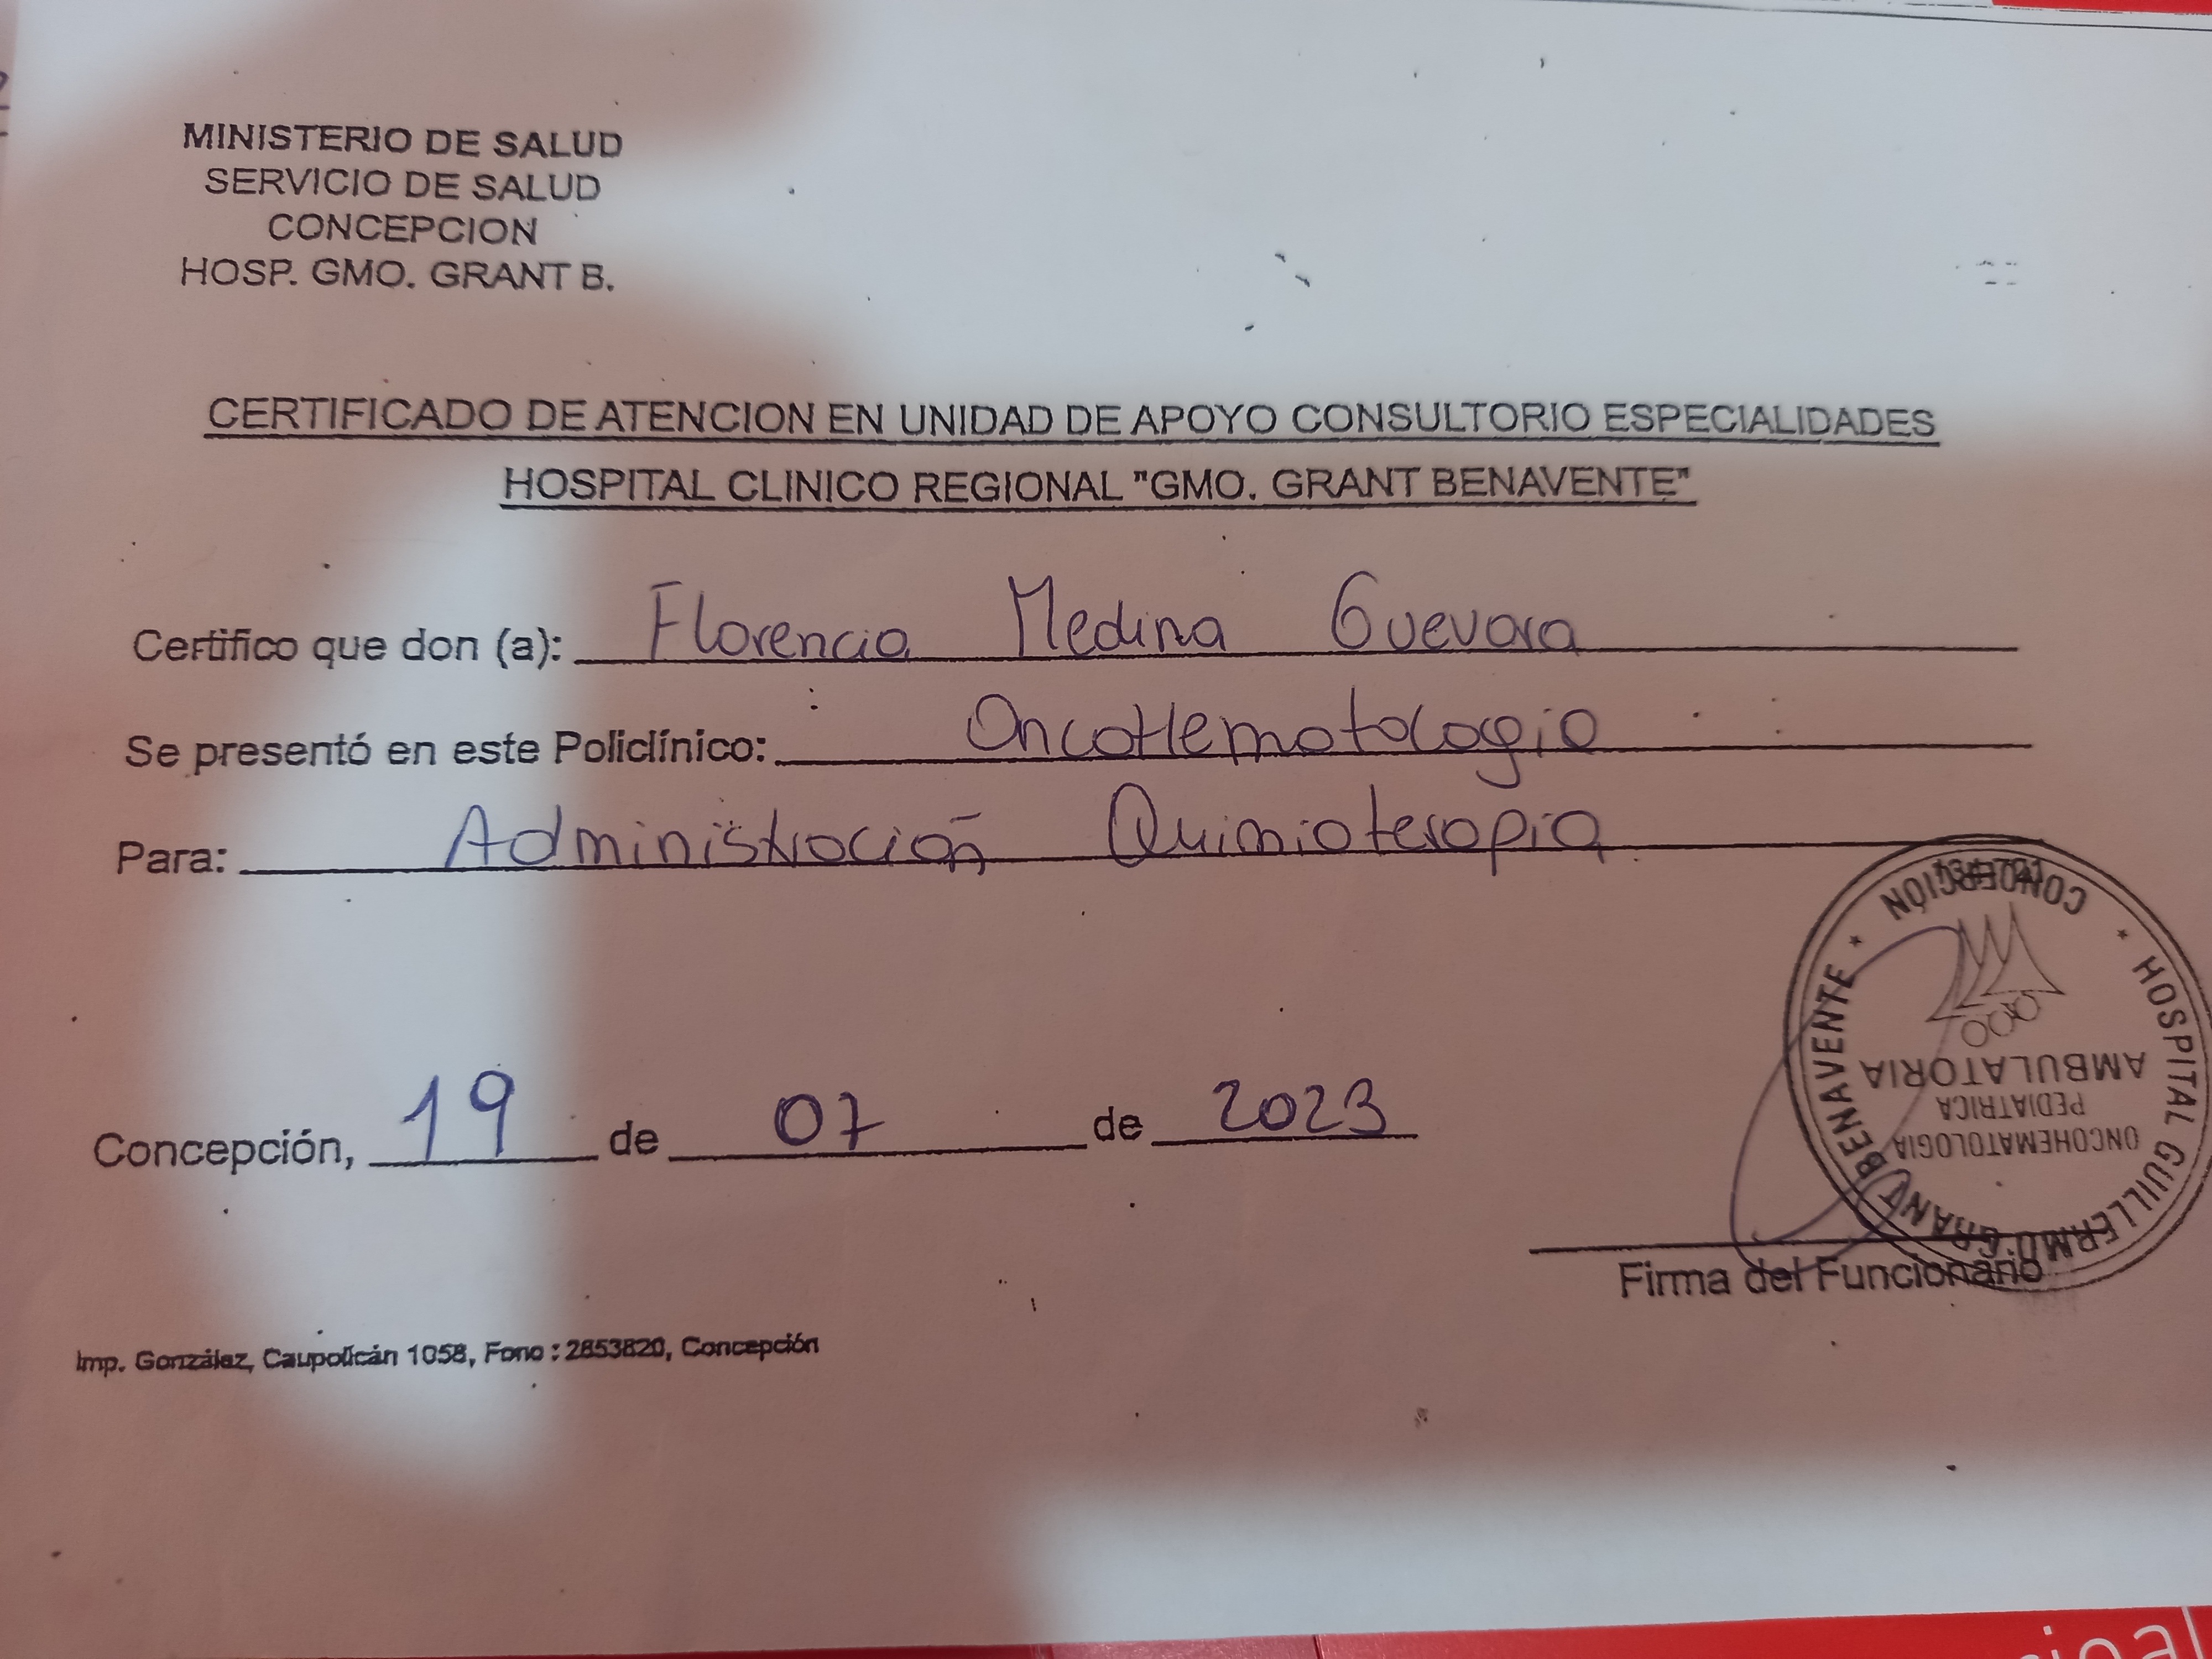 MINISTERIO DE SALUD
SERVICIO DE SALUD
CONCEPCION
HOSP. GMO. GRANT B.
CERTIFICADO DE ATENCION EN UNIDAD DE APOYO CONSULTORIO ESPECIALIDADES
HOSPITAL CLINICO REGIONAL "GMO. GRANT BENAVENTE"
Certifico que don (a): Florencia Medina Guevara
Se presentó en este Policlínico: OncoHematologia
Para: Administración Quimioterapia
Concepción, 19 de 07 de 2023
* HOSPITAL GUILLERMO GRANT BENAVENTE *
CONCEPCION
ONCOHEMATOLOGIA
PEDIATRICA
AMBULATORIA
Firma del Funcionario
Imp. González, Caupolicán 1058, Fono : 2853820, Concepción